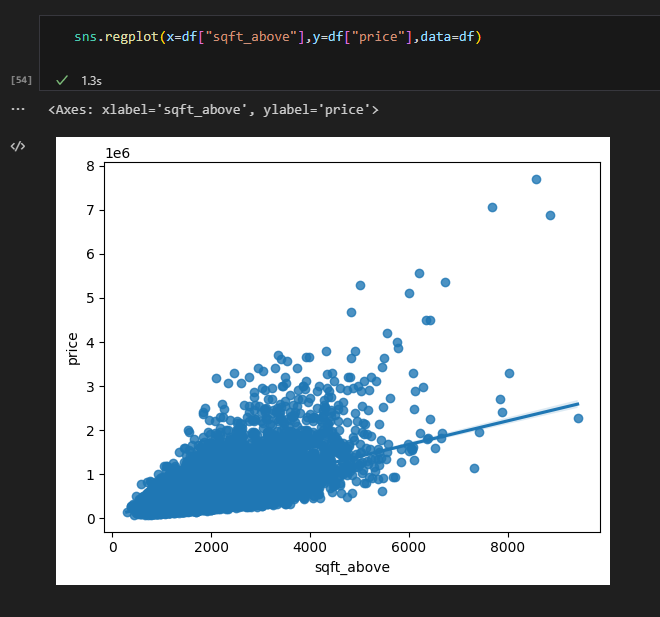 sns.regplot(x=df["sqft_above"],y=df["price"],data=df)
[54]
1.3s
<Axes: xlabel='sqft_above', ylabel='price'>
1e6
8
7
6
5
4
3
2
1
0
price
0 2000 4000 6000 8000
sqft_above